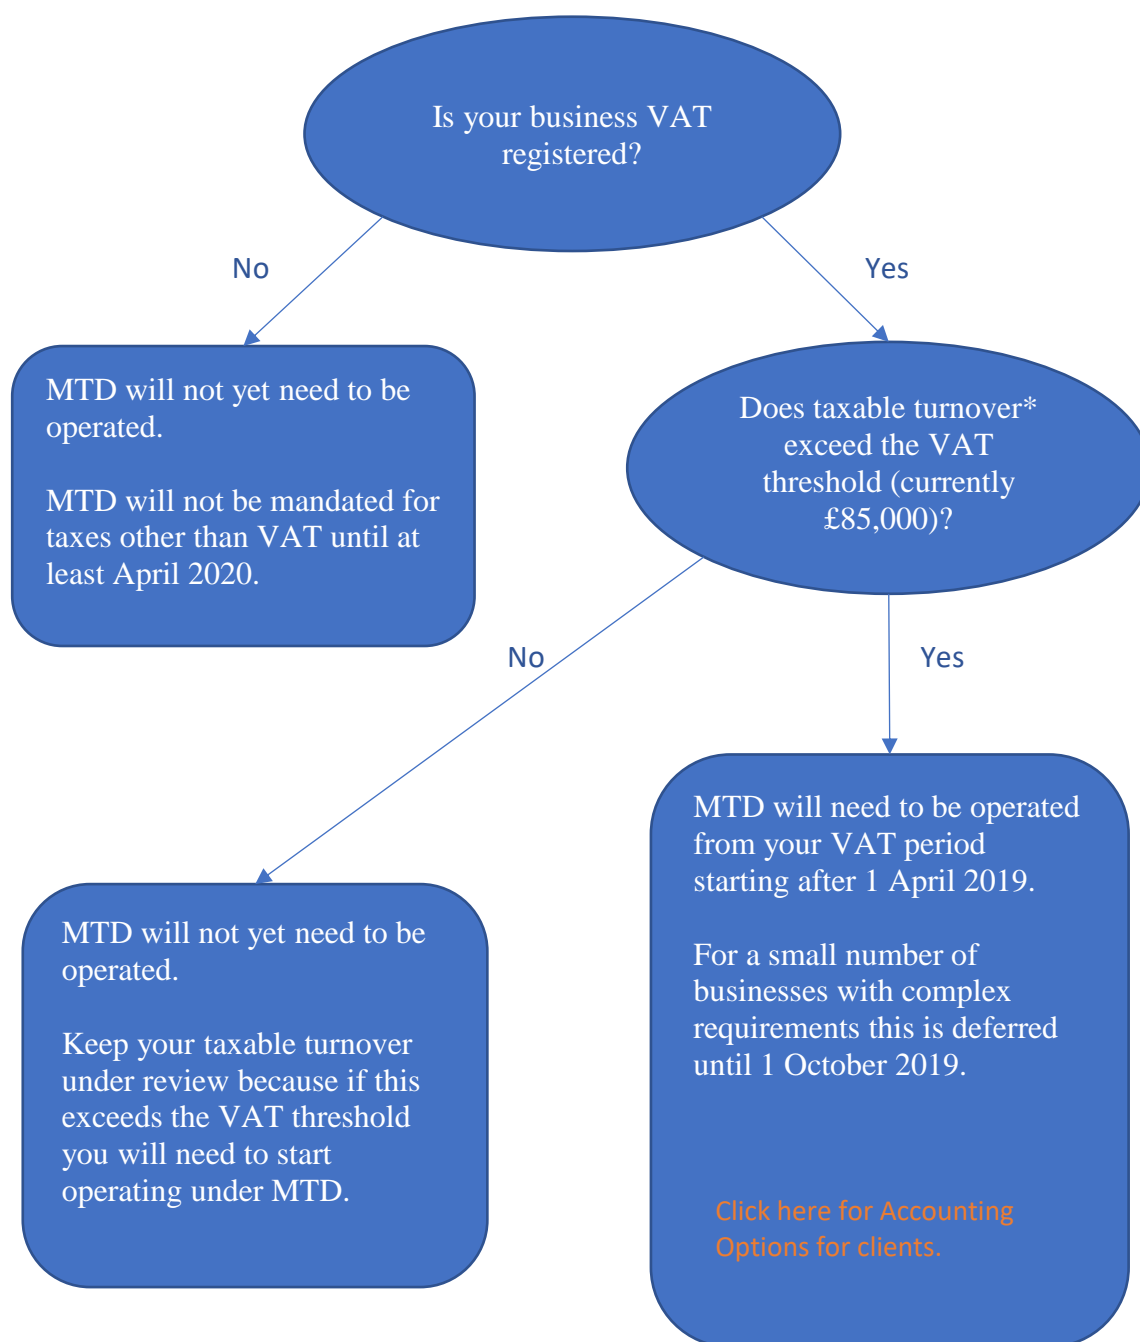 Is your business VAT
registered?
No
Yes
MTD will not yet need to be
operated.
MTD will not be mandated for
taxes other than VAT until at
least April 2020.
Does taxable turnover*
exceed the VAT
threshold (currently
£85,000)?
No
Yes
MTD will not yet need to be
operated.
Keep your taxable turnover
under review because if this
exceeds the VAT threshold
you will need to start
operating under MTD.
MTD will need to be operated
from your VAT period
starting after 1 April 2019.
For a small number of
businesses with complex
requirements this is deferred
until 1 October 2019.
Click here for Accounting
Options for clients.